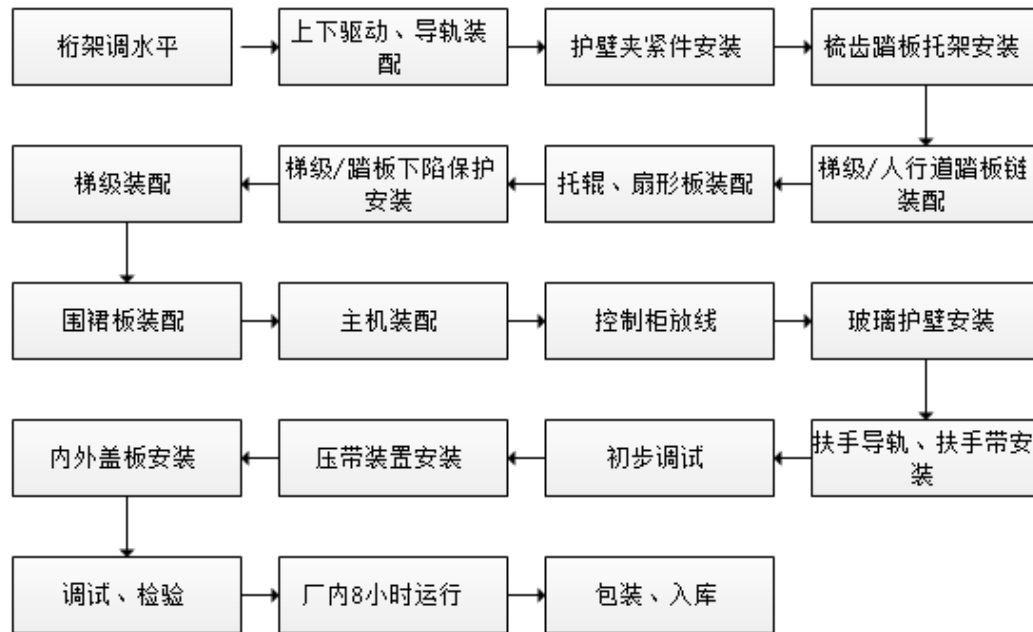 桁架调水平
上下驱动、导轨装
配
护壁夹紧件安装
梳齿踏板托架安装
梯级/人行道踏板链
装配
托辊、扇形板装配
梯级/踏板下陷保护
安装
梯级装配
围裙板装配
主机装配
控制柜放线
玻璃护壁安装
扶手导轨、扶手带安
装
初步调试
压带装置安装
内外盖板安装
调试、检验
厂内8小时运行
包装、入库